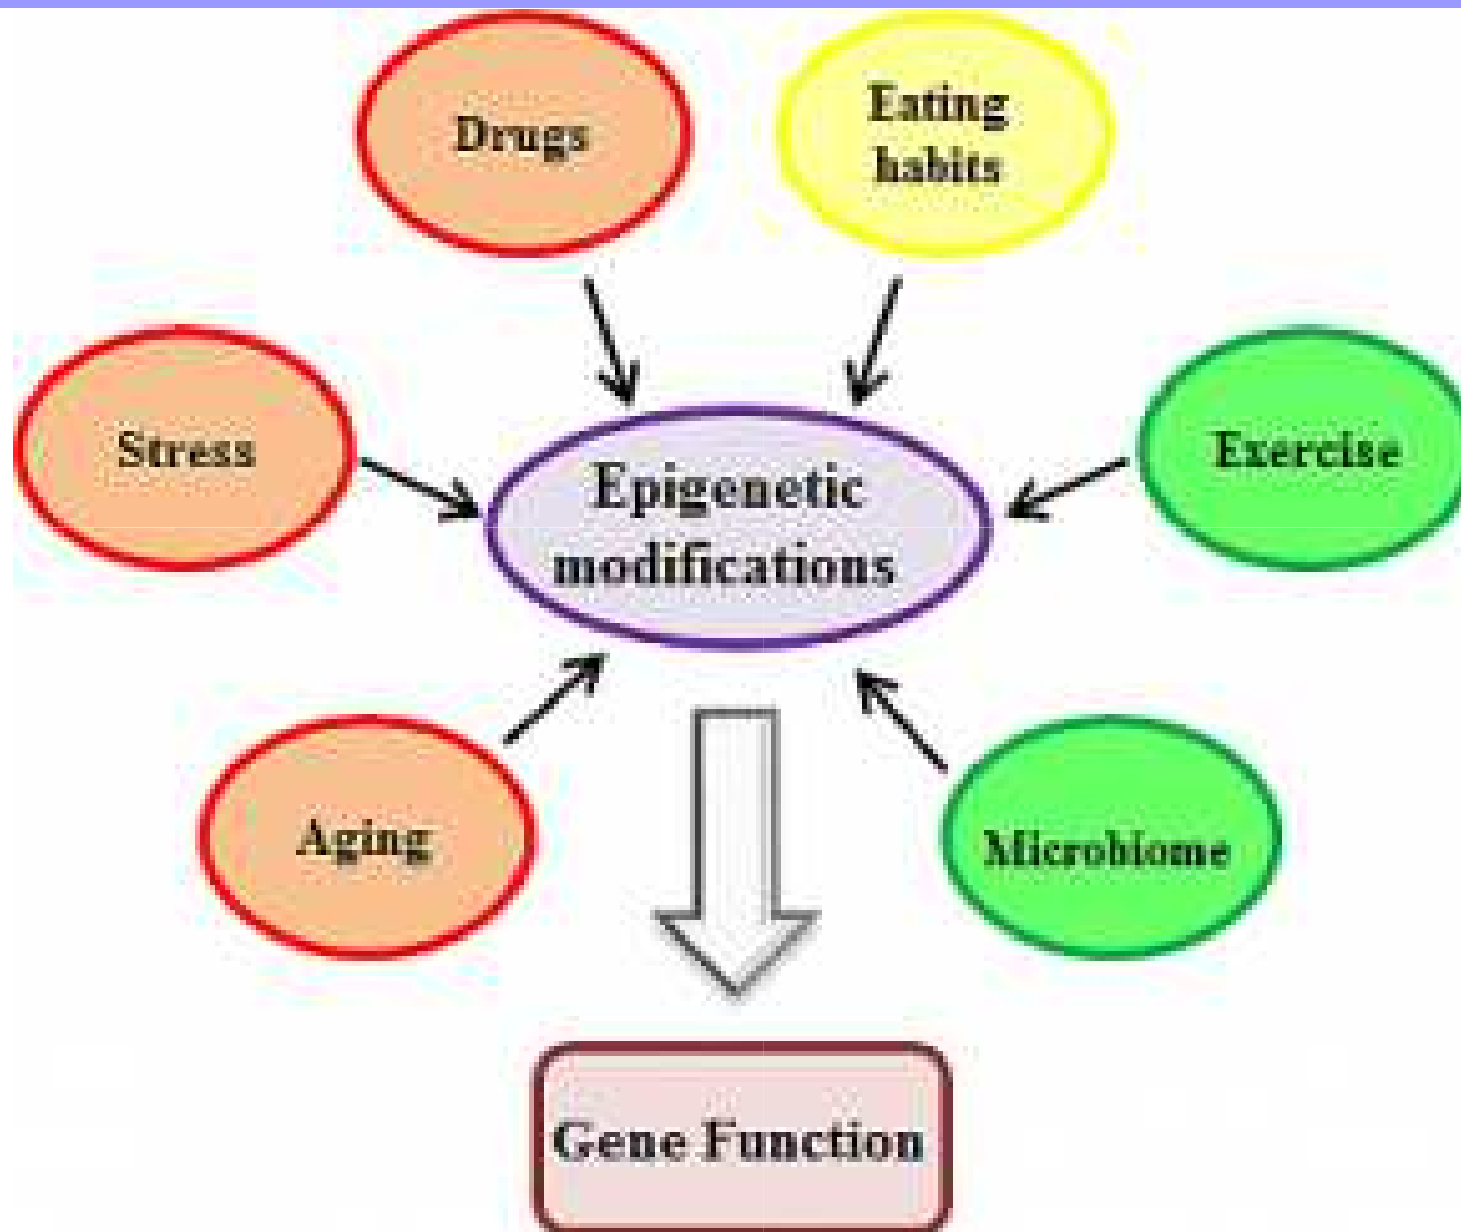 Drugs
Eating
habits
Stress
Exercise
Epigenetic
modifications
Aging
Microbiome
Gene Function